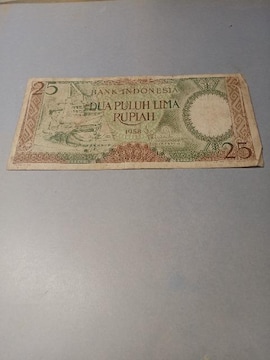 25
BANK INDONESIA
DUA PULUH LIMA
RUPIAH
1958
25